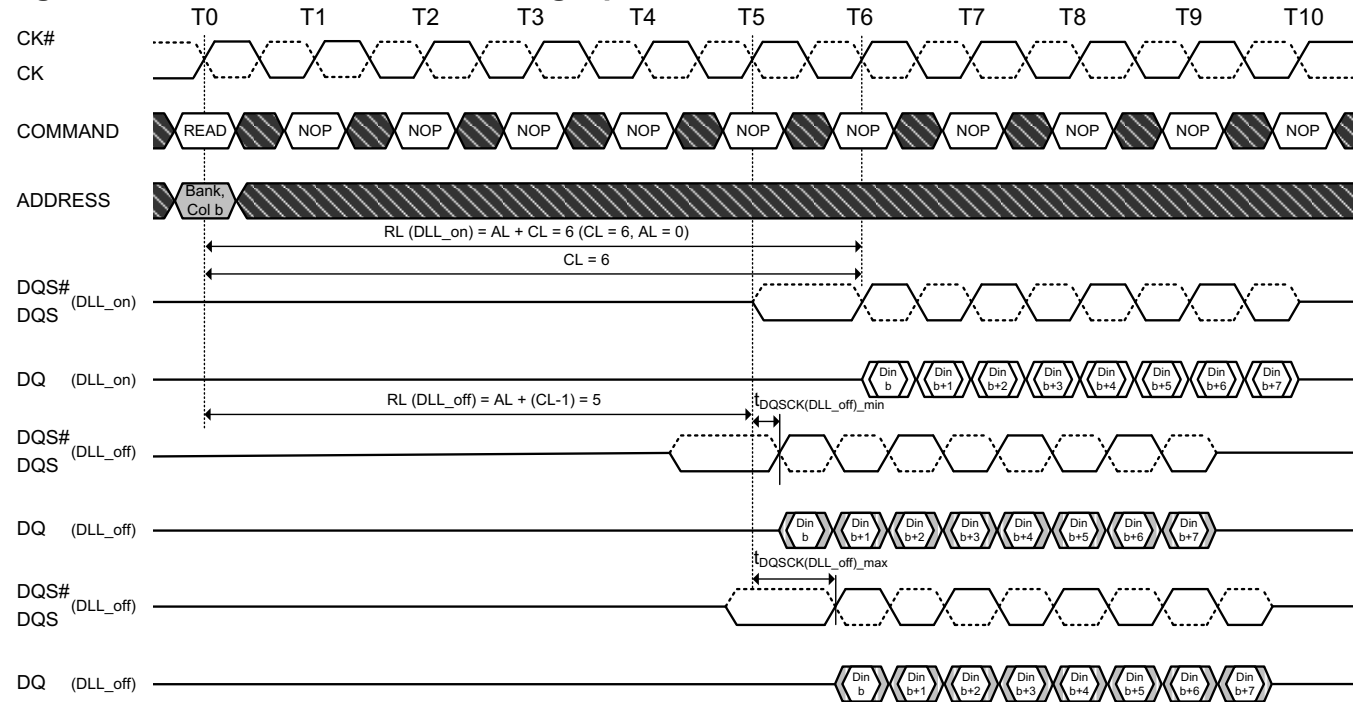 T0 T1 T2 T3 T4 T5 T6 T7 T8 T9 T10
CK#
CK
COMMAND READ NOP NOP NOP NOP NOP NOP NOP NOP NOP NOP
ADDRESS Bank,
Col b
RL (DLL_on) = AL + CL = 6 (CL = 6, AL = 0)
CL = 6
DQS#
DQS (DLL_on)
DQ (DLL_on) Din Din Din Din Din Din Din Din
b b+1 b+2 b+3 b+4 b+5 b+6 b+7
RL (DLL_off) = AL + (CL-1) = 5
tDQSCK(DLL_off)_min
DQS#
DQS (DLL_off)
DQ (DLL_off) Din Din Din Din Din Din Din Din
b b+1 b+2 b+3 b+4 b+5 b+6 b+7
tDQSCK(DLL_off)_max
DQS#
DQS (DLL_off)
DQ (DLL_off) Din Din Din Din Din Din Din Din
b b+1 b+2 b+3 b+4 b+5 b+6 b+7